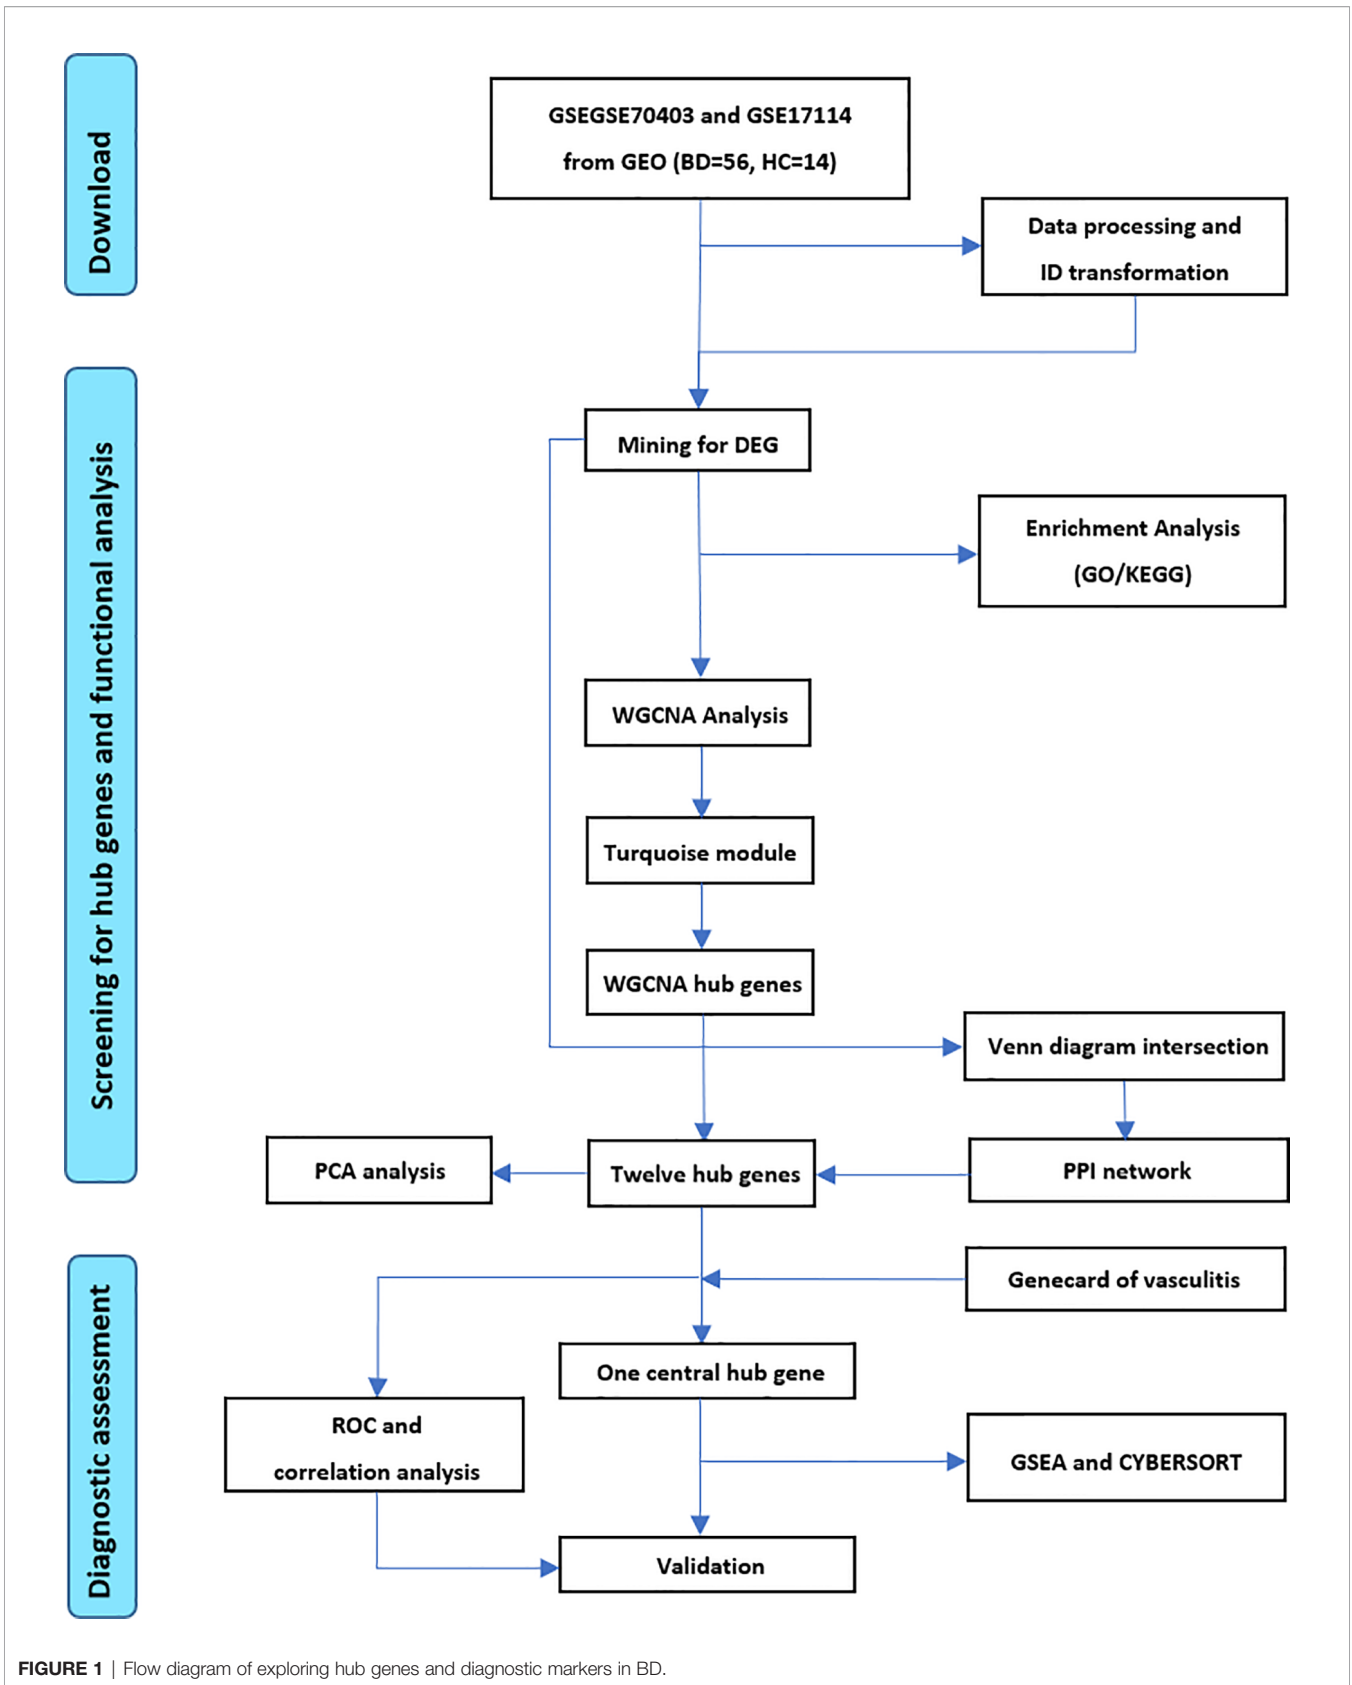 Download
GSEGSE70403 and GSE17114
from GEO (BD=56, HC=14)
Data processing and
ID transformation
Screening for hub genes and functional analysis
Mining for DEG
Enrichment Analysis
(GO/KEGG)
WGCNA Analysis
Turquoise module
WGCNA hub genes
Venn diagram intersection
PCA analysis
Twelve hub genes
PPI network
Diagnostic assessment
Genecard of vasculitis
One central hub gene
ROC and
correlation analysis
GSEA and CYBERSORT
Validation
FIGURE 1 | Flow diagram of exploring hub genes and diagnostic markers in BD.